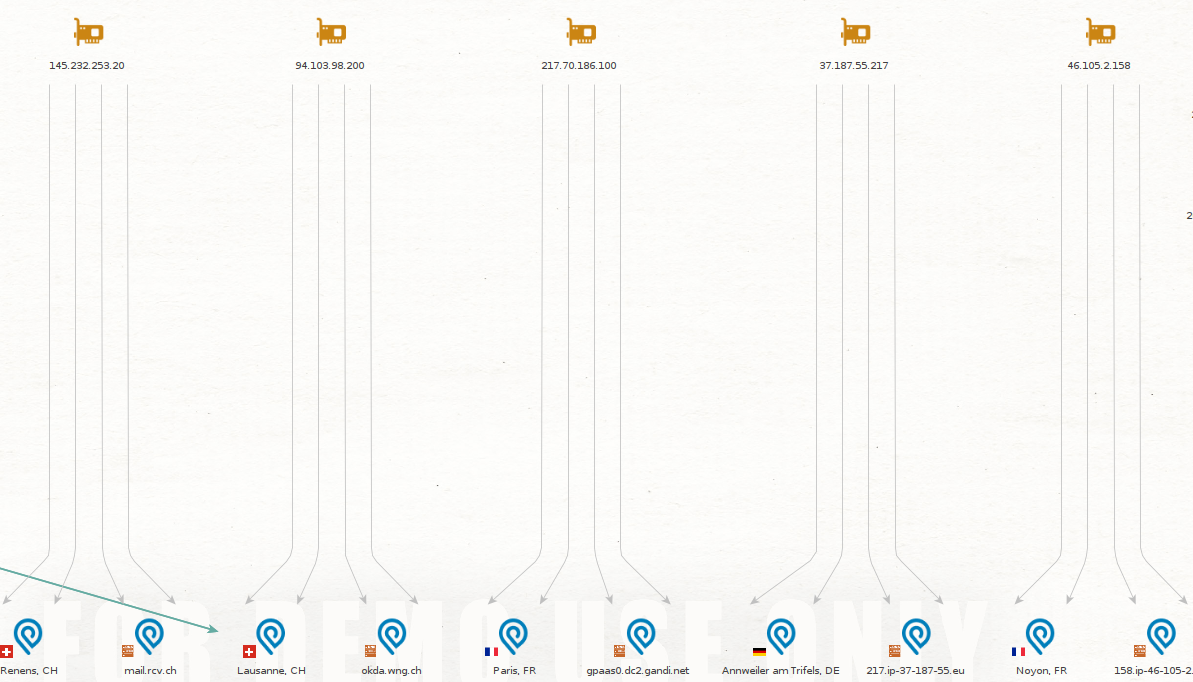 145.232.253.20
94.103.98.200
217.70.186.100
37.187.55.217
46.105.2.158
FOR DEMO USE ONLY
Renens, CH
mail.rcv.ch
Lausanne, CH
okda.wng.ch
Paris, FR
gpaas0.dc2.gandi.net
Annweiler am Trifels, DE
217.ip-37-187-55.eu
Noyon, FR
158.ip-46-105-2.